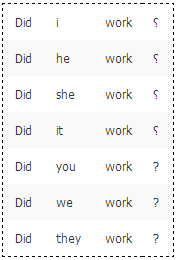 Did i work ؟
Did he work ؟
Did she work ؟
Did it work ؟
Did you work ?
Did we work ?
Did they work ?